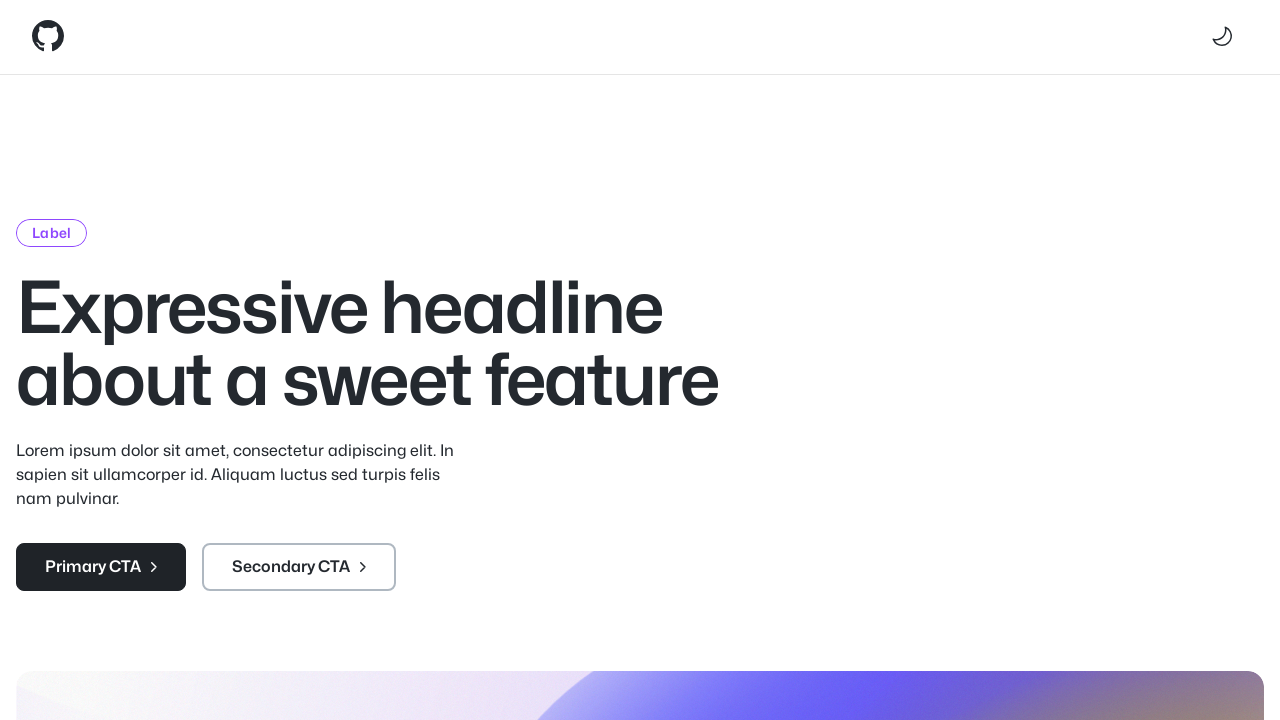 Label
Expressive headline
about a sweet feature
Lorem ipsum dolor sit amet, consectetur adipiscing elit. In
sapien sit ullamcorper id. Aliquam luctus sed turpis felis
nam pulvinar.
Primary CTA
Secondary CTA